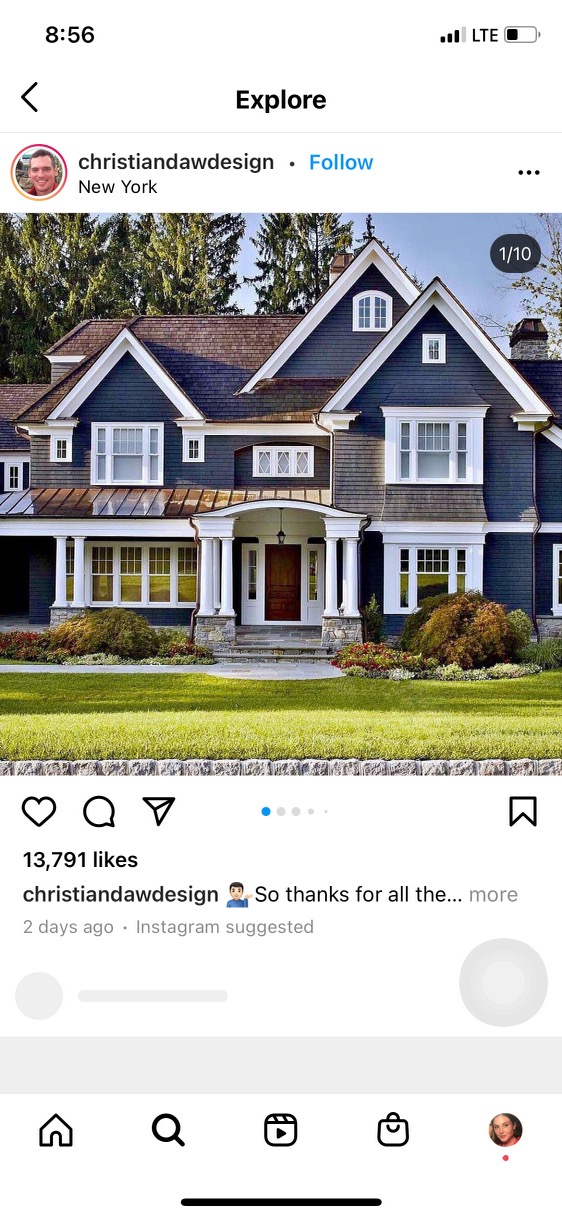 8:56 LTE
Explore
christiandawdesign • Follow
New York
1/10
13,791 likes
christiandawdesign 💁🏻‍♂️So thanks for all the... more
2 days ago · Instagram suggested